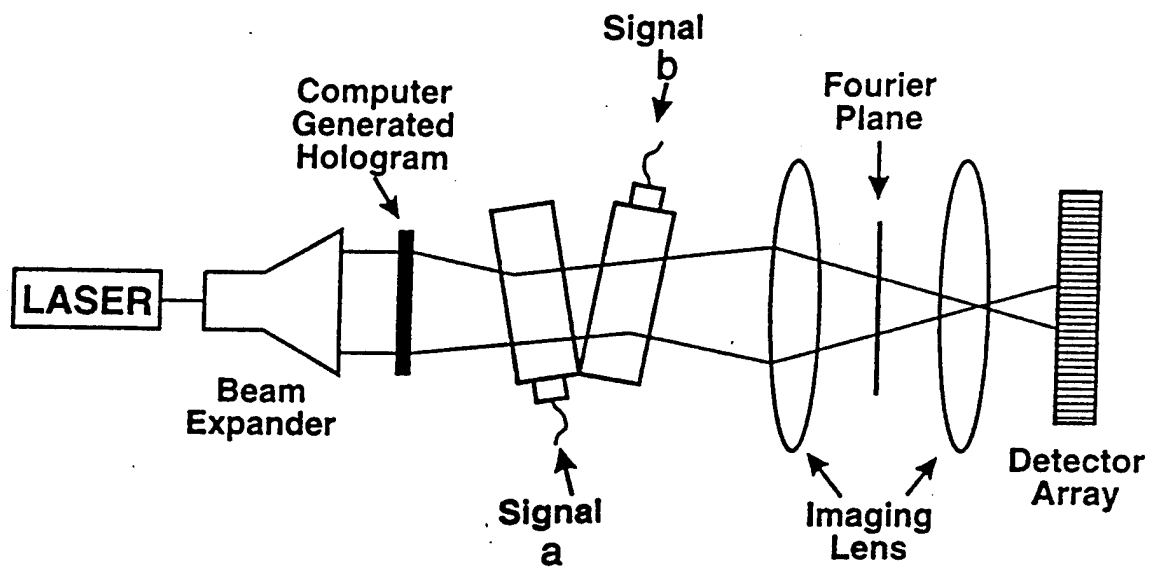 Signal
b
Computer
Generated
Hologram
Fourier
Plane
LASER
Beam
Expander
Signal
a
Imaging
Lens
Detector
Array